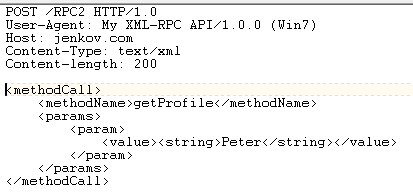 POST /RPC2 HTTP/1.0
User-Agent: My XML-RPC API/1.0.0 (Win7)
Host: jenkov.com
Content-Type: text/xml
Content-length: 200

<methodCall>
    <methodName>getProfile</methodName>
    <params>
        <param>
            <value><string>Peter</string></value>
        </param>
    </params>
</methodCall>